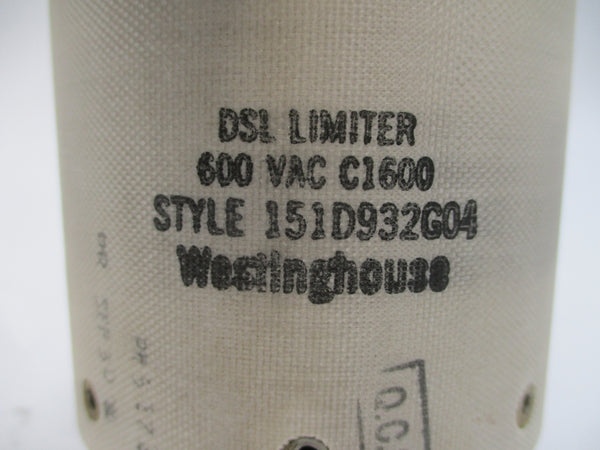 DSL LIMITER
600 VAC C1600
STYLE 151D932G04
Westinghouse
Q.C.